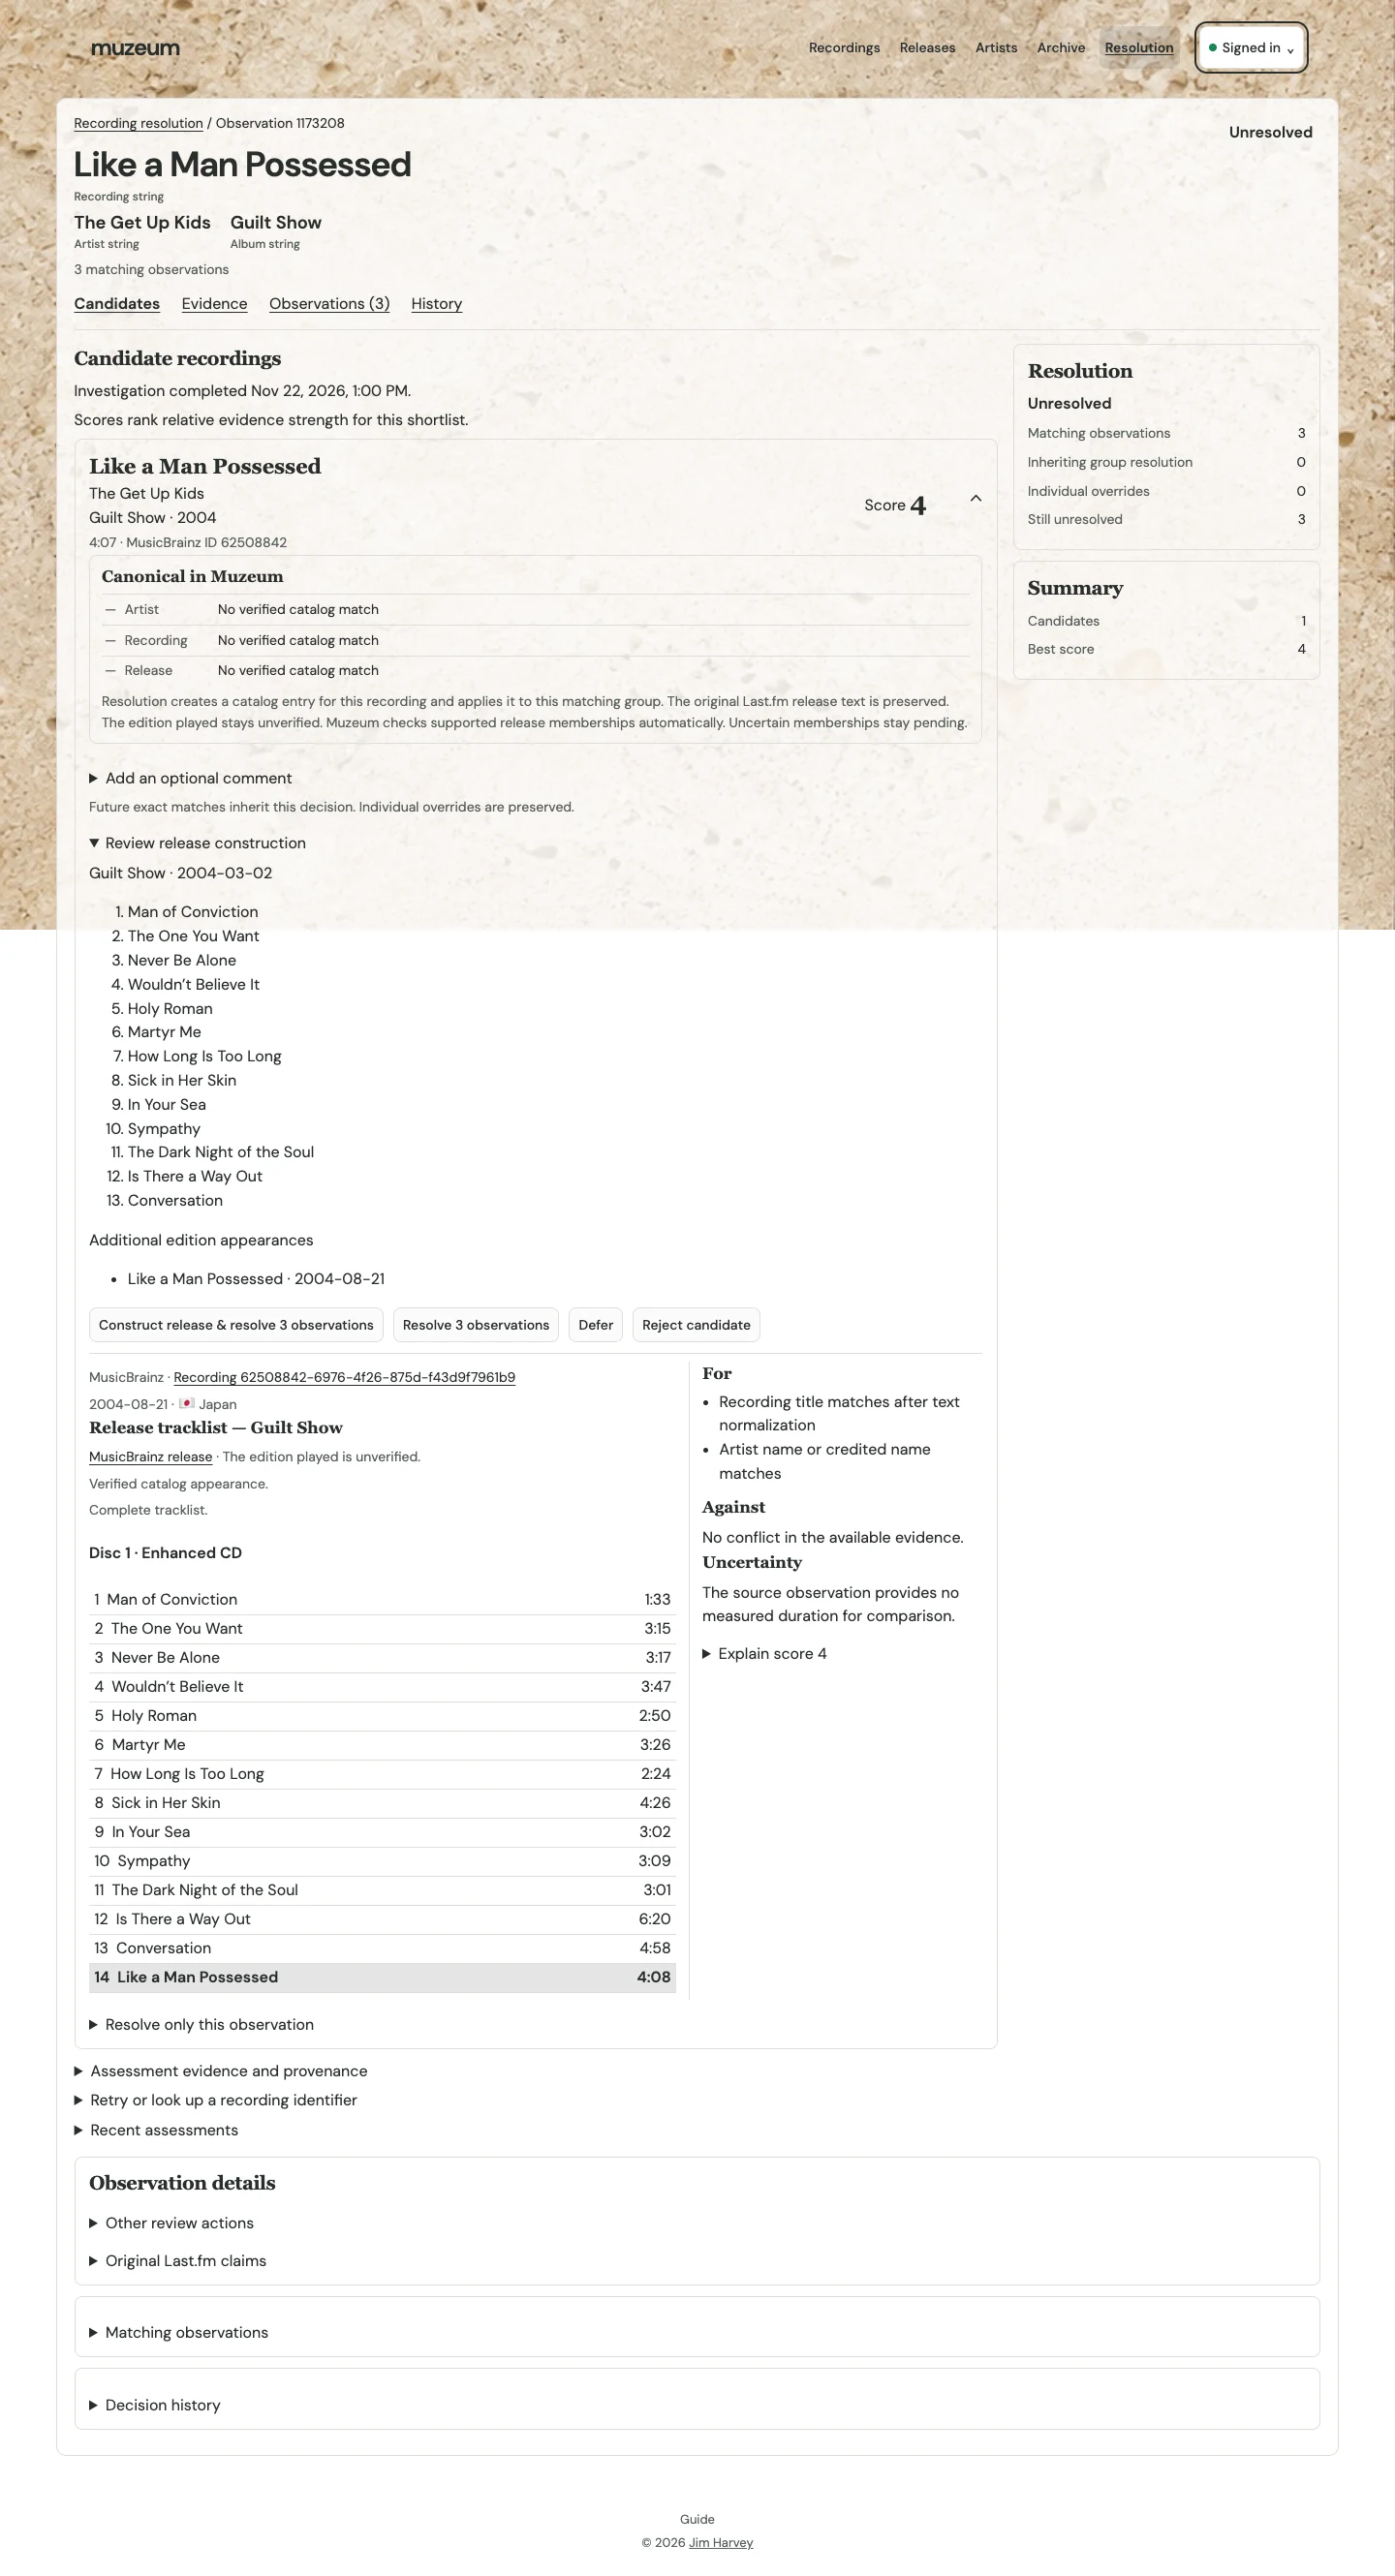 muzeum
Recordings Releases Artists Archive Resolution Signed in
Recording resolution / Observation 1173208
Unresolved
Like a Man Possessed
Recording string
The Get Up Kids Guilt Show
Artist string Album string
3 matching observations
Candidates Evidence Observations (3) History
Candidate recordings
Investigation completed Nov 22, 2026, 1:00 PM.
Scores rank relative evidence strength for this shortlist.
Like a Man Possessed
The Get Up Kids
Guilt Show · 2004
4:07 · MusicBrainz ID 62508842
Score 4
Canonical in Muzeum
— Artist No verified catalog match
— Recording No verified catalog match
— Release No verified catalog match
Resolution creates a catalog entry for this recording and applies it to this matching group. The original Last.fm release text is preserved.
The edition played stays unverified. Muzeum checks supported release memberships automatically. Uncertain memberships stay pending.
Add an optional comment
Future exact matches inherit this decision. Individual overrides are preserved.
Review release construction
Guilt Show · 2004-03-02
1. Man of Conviction
2. The One You Want
3. Never Be Alone
4. Wouldn’t Believe It
5. Holy Roman
6. Martyr Me
7. How Long Is Too Long
8. Sick in Her Skin
9. In Your Sea
10. Sympathy
11. The Dark Night of the Soul
12. Is There a Way Out
13. Conversation
Additional edition appearances
• Like a Man Possessed · 2004-08-21
Construct release & resolve 3 observations Resolve 3 observations Defer Reject candidate
MusicBrainz · Recording 62508842-6976-4f26-875d-f43d9f7961b9
2004-08-21 · 🇯🇵 Japan
Release tracklist — Guilt Show
MusicBrainz release · The edition played is unverified.
Verified catalog appearance.
Complete tracklist.
Disc 1 · Enhanced CD
1 Man of Conviction 1:33
2 The One You Want 3:15
3 Never Be Alone 3:17
4 Wouldn’t Believe It 3:47
5 Holy Roman 2:50
6 Martyr Me 3:26
7 How Long Is Too Long 2:24
8 Sick in Her Skin 4:26
9 In Your Sea 3:02
10 Sympathy 3:09
11 The Dark Night of the Soul 3:01
12 Is There a Way Out 6:20
13 Conversation 4:58
14 Like a Man Possessed 4:08
For
• Recording title matches after text
normalization
• Artist name or credited name
matches
Against
No conflict in the available evidence.
Uncertainty
The source observation provides no
measured duration for comparison.
Explain score 4
Resolve only this observation
Assessment evidence and provenance
Retry or look up a recording identifier
Recent assessments
Resolution
Unresolved
Matching observations 3
Inheriting group resolution 0
Individual overrides 0
Still unresolved 3
Summary
Candidates 1
Best score 4
Observation details
Other review actions
Original Last.fm claims
Matching observations
Decision history
Guide
© 2026 Jim Harvey